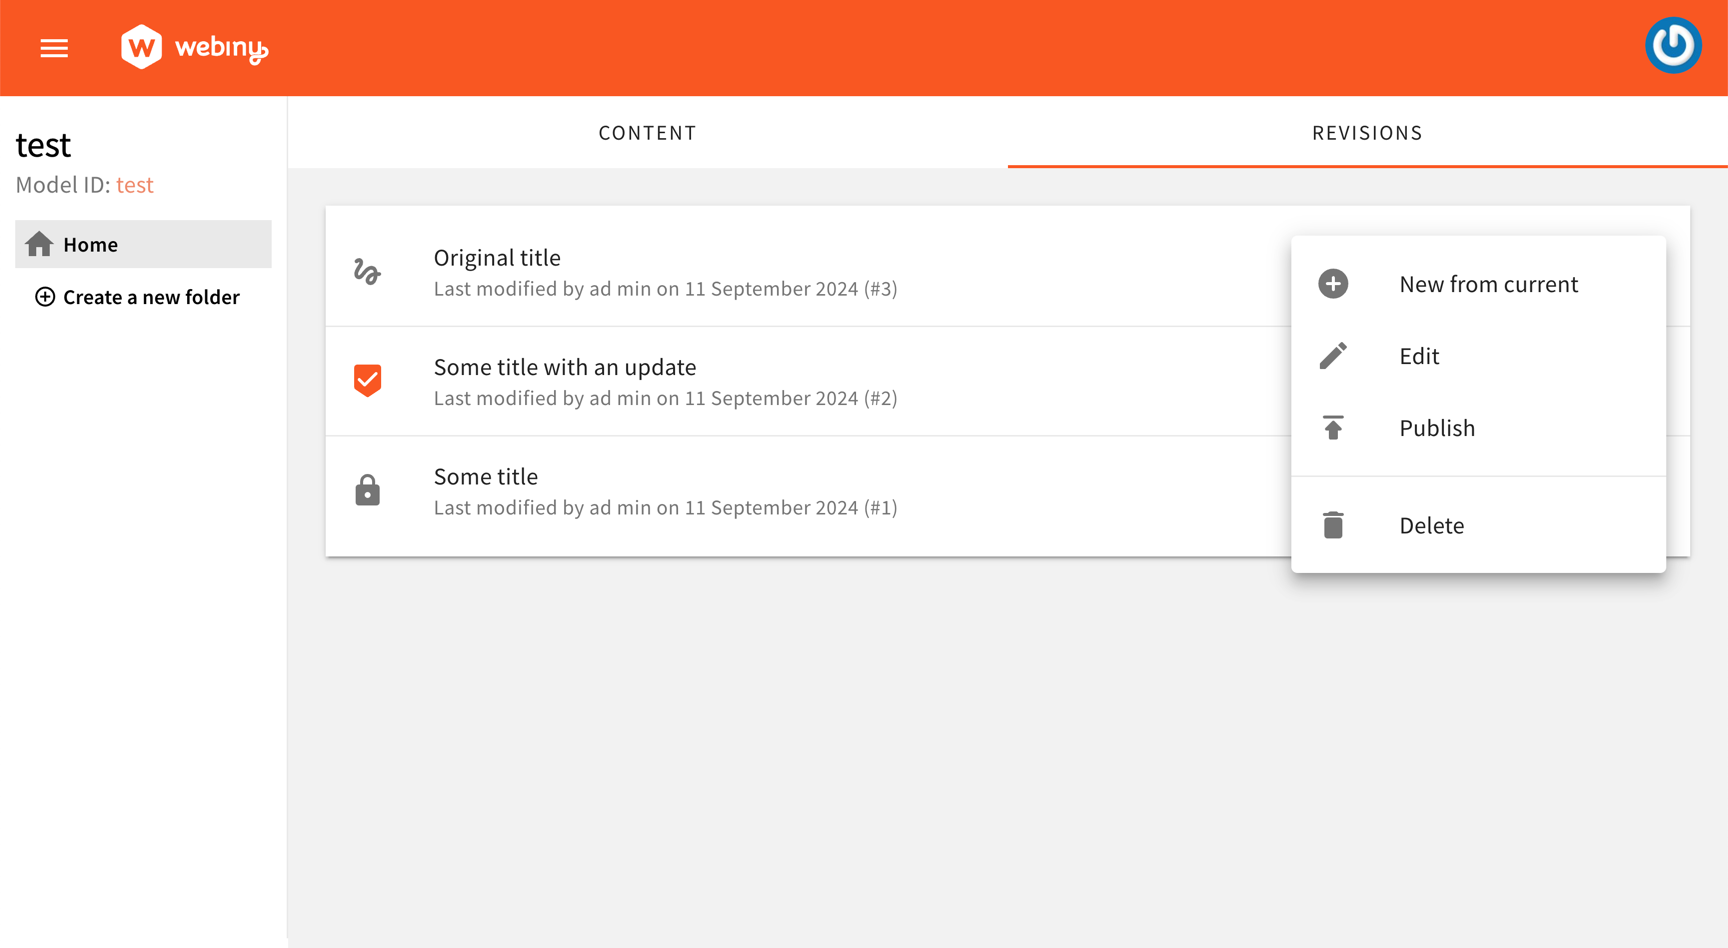 webiny
test
Model ID: test
Home
Create a new folder
CONTENT
REVISIONS
Original title
Last modified by ad min on 11 September 2024 (#3)
Some title with an update
Last modified by ad min on 11 September 2024 (#2)
Some title
Last modified by ad min on 11 September 2024 (#1)
New from current
Edit
Publish
Delete